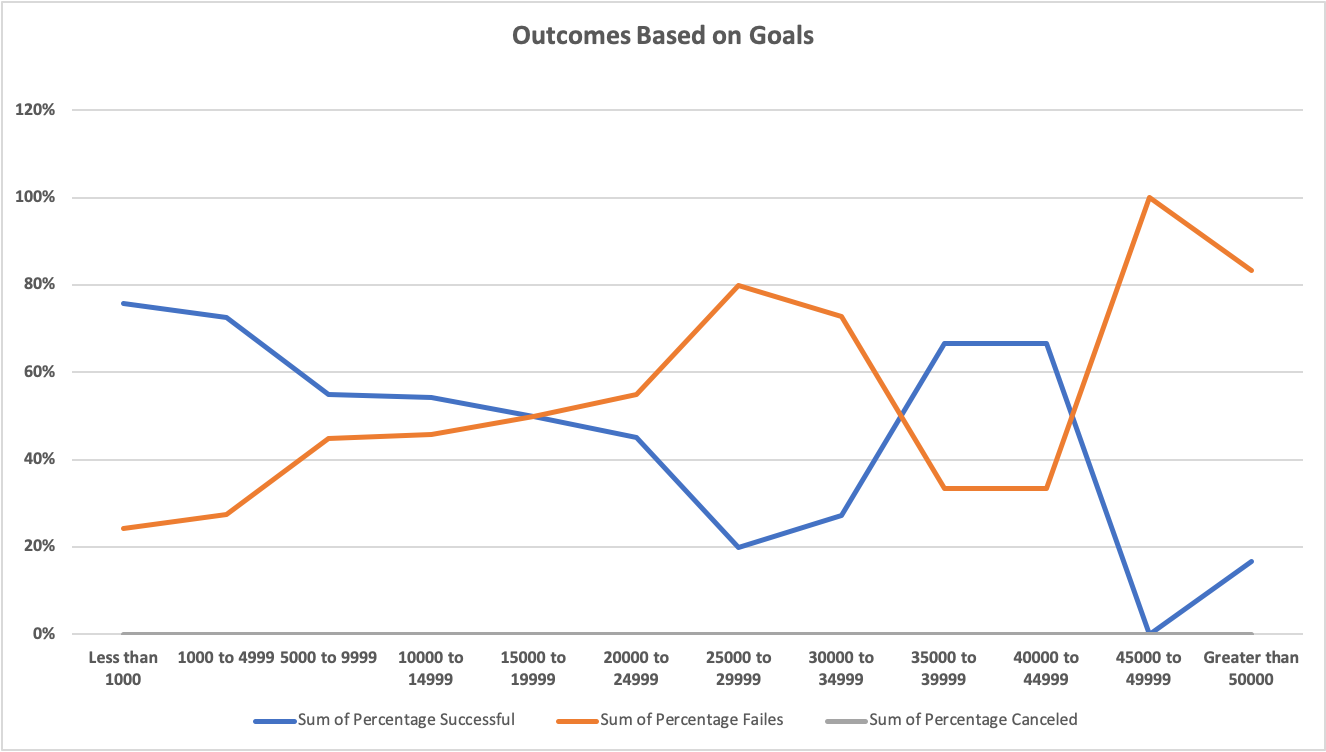 Outcomes Based on Goals
120%
100%
80%
60%
40%
20%
0%
Less than 1000
1000 to 4999
5000 to 9999
10000 to 14999
15000 to 19999
20000 to 24999
25000 to 29999
30000 to 34999
35000 to 39999
40000 to 44999
45000 to 49999
Greater than 50000
Sum of Percentage Successful
Sum of Percentage Failes
Sum of Percentage Canceled